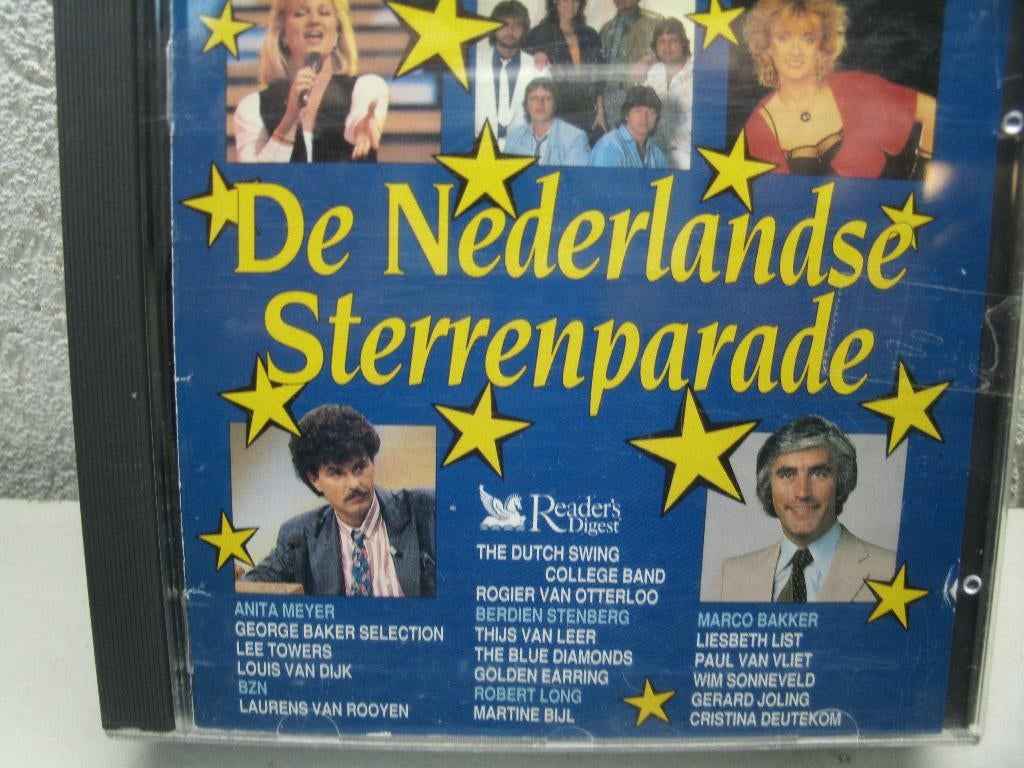 De Nederlandse
Sterrenparade
Reader's
Digest
ANITA MEYER
GEORGE BAKER SELECTION
LEE TOWERS
LOUIS VAN DIJK
BZN
LAURENS VAN ROOYEN
THE DUTCH SWING
COLLEGE BAND
ROGIER VAN OTTERLOO
BERDIEN STENBERG
THIJS VAN LEER
THE BLUE DIAMONDS
GOLDEN EARRING
ROBERT LONG
MARTINE BIJL
MARCO BAKKER
LIESBETH LIST
PAUL VAN VLIET
WIM SONNEVELD
GERARD JOLING
CRISTINA DEUTEKOM